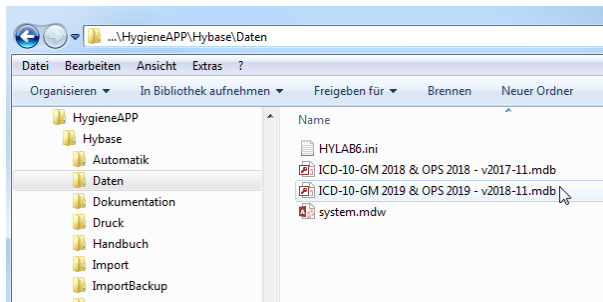 ...\HygieneAPP\Hybase\Daten
Datei Bearbeiten Ansicht Extras ?
Organisieren In Bibliothek aufnehmen Freigeben für Brennen Neuer Ordner
HygieneAPP
Hybase
Automatik
Daten
Dokumentation
Druck
Handbuch
Import
ImportBackup
Name
HYLAB6.ini
ICD-10-GM 2018 & OPS 2018 - v2017-11.mdb
ICD-10-GM 2019 & OPS 2019 - v2018-11.mdb
system.mdw